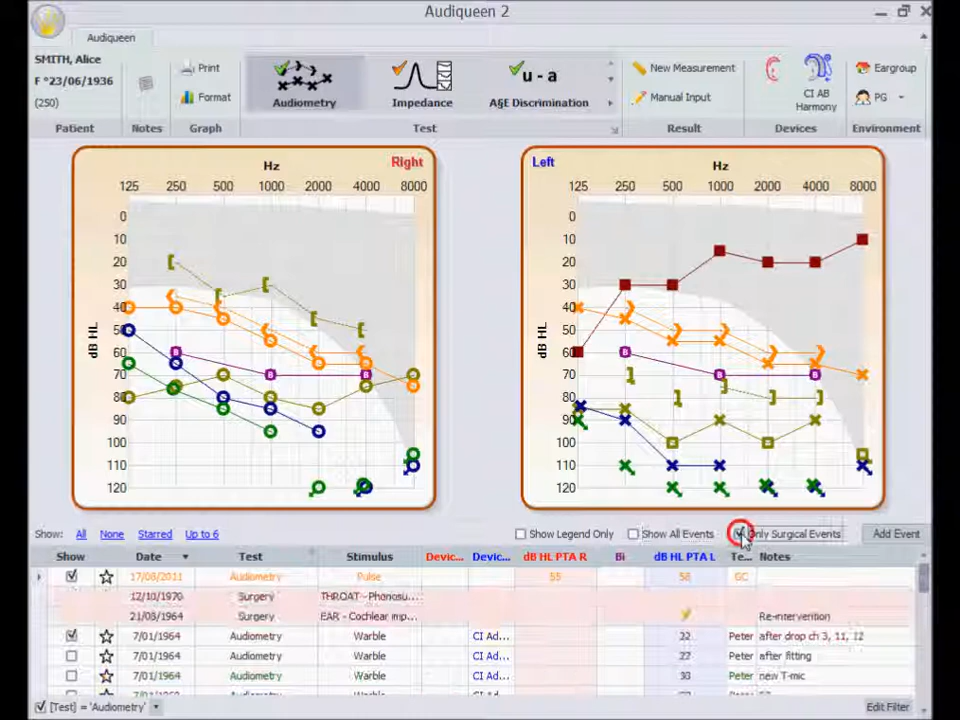 Audiqueen 2
Audiqueen
SMITH, Alice
F °23/06/1936
(250)
Patient
Notes
Print
Format
Graph
Audiometry
Impedance
u - a
A§E Discrimination
Test
New Measurement
Manual Input
Result
CI AB
Harmony
Devices
Eargroup
PG
Environment
Hz
Right
125 250 500 1000 2000 4000 8000
0
10
20
30
40
50
60
70
80
90
100
110
120
dB HL
Left
Hz
125 250 500 1000 2000 4000 8000
0
10
20
30
40
50
60
70
80
90
100
110
120
dB HL
Show: All None Starred Up to 6
Show Legend Only Show All Events Only Surgical Events Add Event
Show Date Test Stimulus Devic... Devic... dB HL PTA R Bi dB HL PTA L Te... Notes
Audiometry Pulse 55 58 GC
12/10/1970 Surgery THROAT - Phonosu...
Surgery EAR - Cochlear imp... Re-intervention
7/01/1964 Audiometry Warble CI Ad... 22 Peter after drop ch 3, 11, 12
7/01/1964 Audiometry Warble CI Ad... 27 Peter after fitting
7/01/1964 Audiometry Warble CI Ad... 30 Peter new T-mic
[Test] = 'Audiometry' Edit Filter